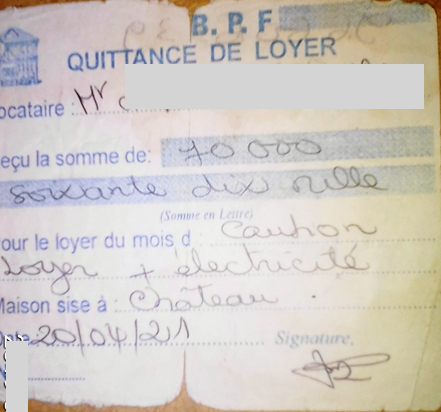 B. P. F
QUITTANCE DE LOYER
ocataire : Mr
eçu la somme de: 70 000
soixante dix mille
(Somme en Lettre)
our le loyer du mois d : Caution
Loyer + électricité
Maison sise à : Château .
20/04/21 Signature,